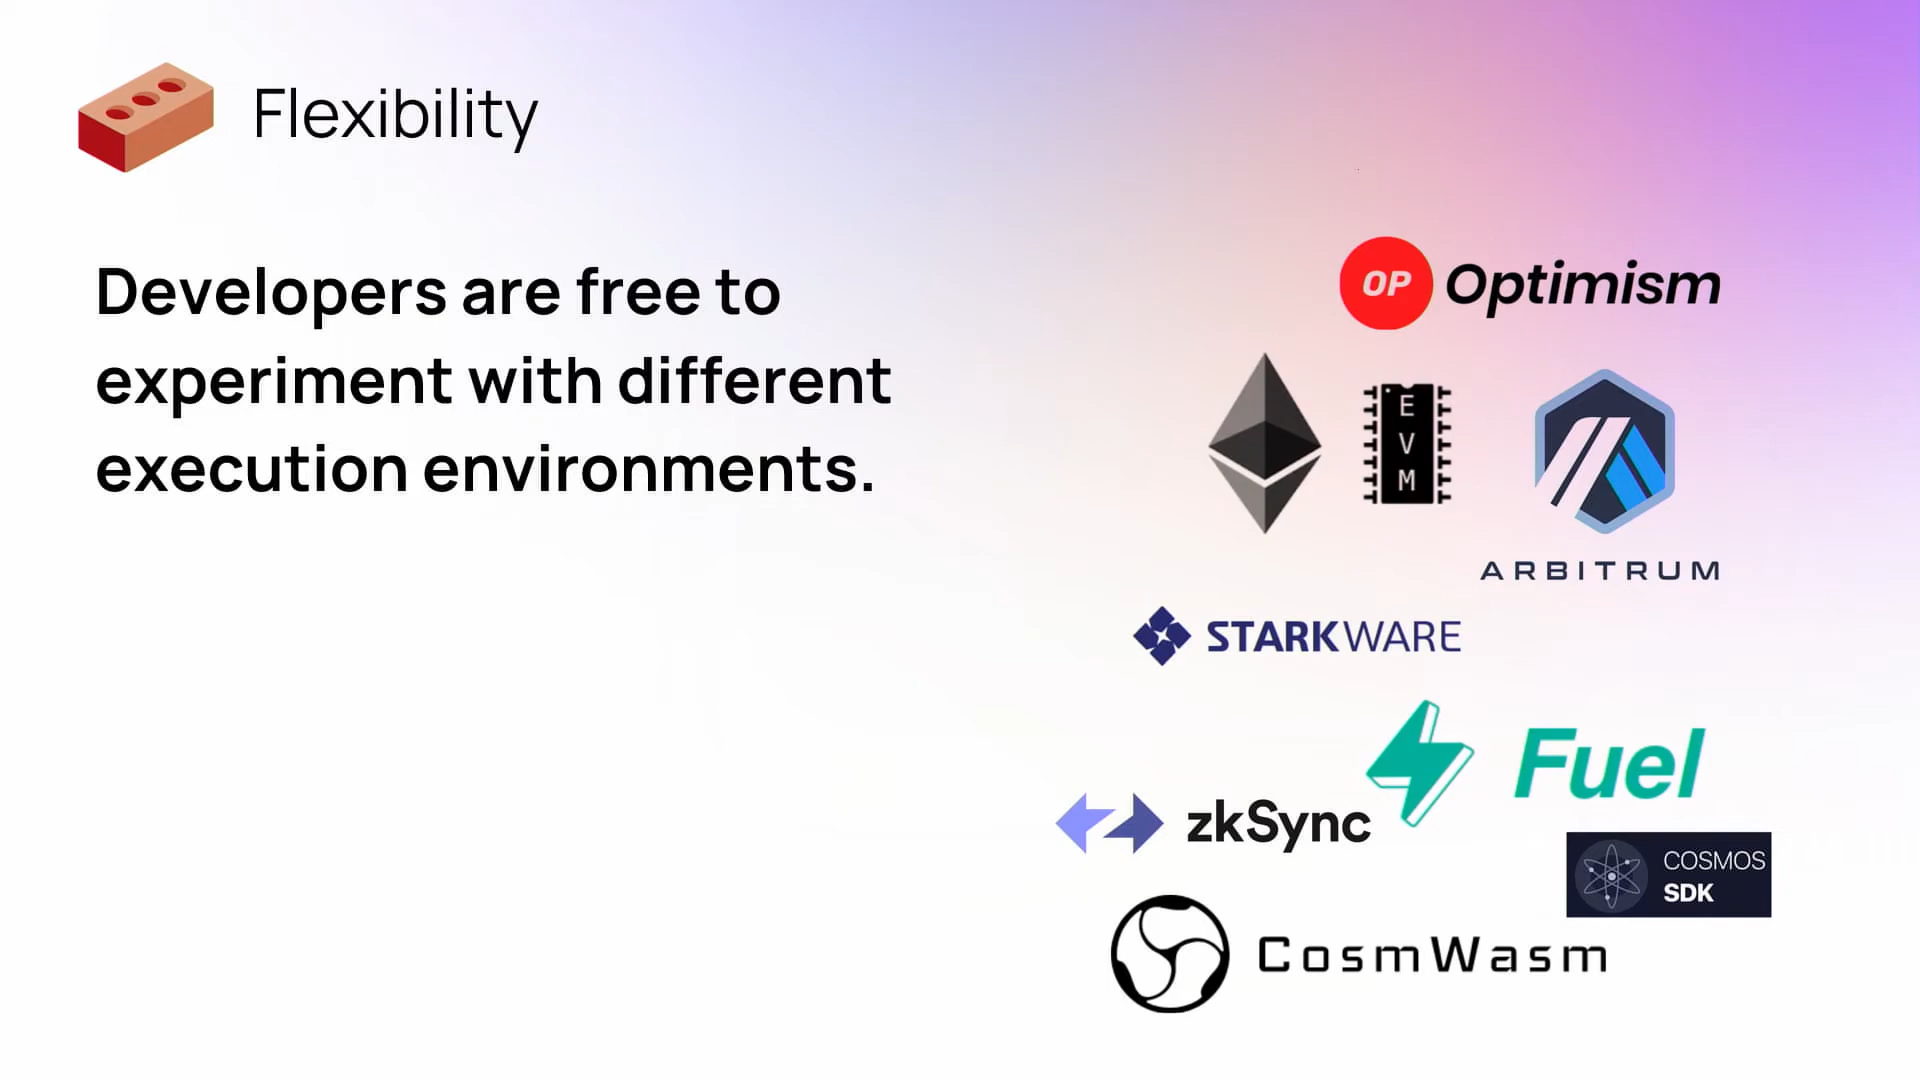 Flexibility
Developers are free to
experiment with different
execution environments.
OP Optimism
E
V
M
ARBITRUM
STARKWARE
Fuel
zkSync
COSMOS
SDK
CosmWasm